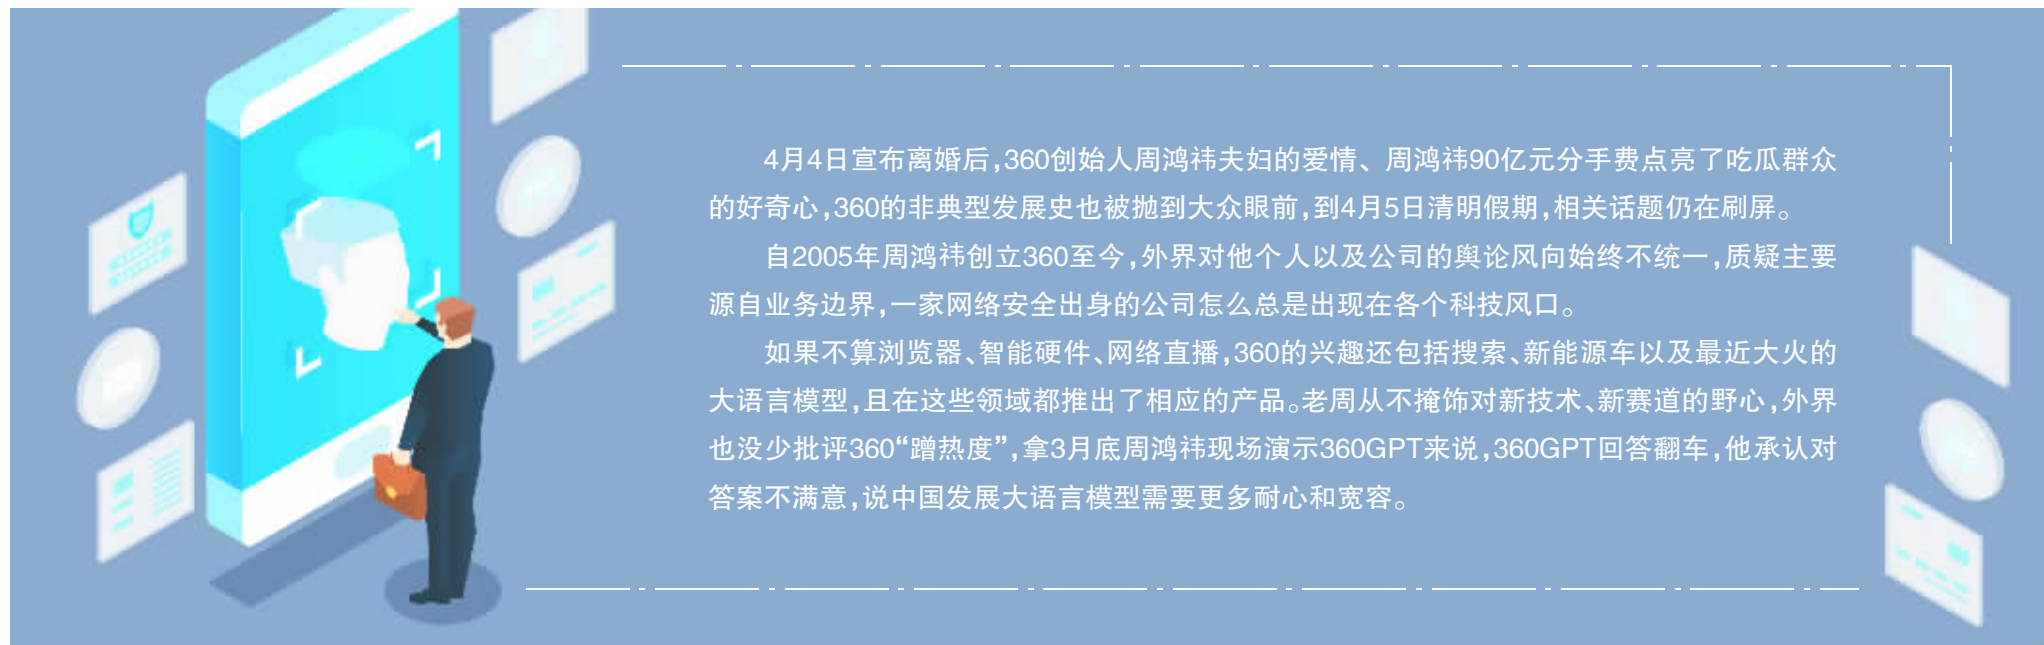 4月4日宣布离婚后，360创始人周鸿祎夫妇的爱情、周鸿祎90亿元分手费点亮了吃瓜群众
的好奇心，360的非典型发展史也被抛到大众眼前，到4月5日清明假期，相关话题仍在刷屏。
自2005年周鸿祎创立360至今，外界对他个人以及公司的舆论风向始终不统一，质疑主要
源自业务边界，一家网络安全出身的公司怎么总是出现在各个科技风口。
如果不算浏览器、智能硬件、网络直播，360的兴趣还包括搜索、新能源车以及最近大火的
大语言模型，且在这些领域都推出了相应的产品。老周从不掩饰对新技术、新赛道的野心，外界
也没少批评360“蹭热度”，拿3月底周鸿祎现场演示360GPT来说，360GPT回答翻车，他承认对
答案不满意，说中国发展大语言模型需要更多耐心和宽容。